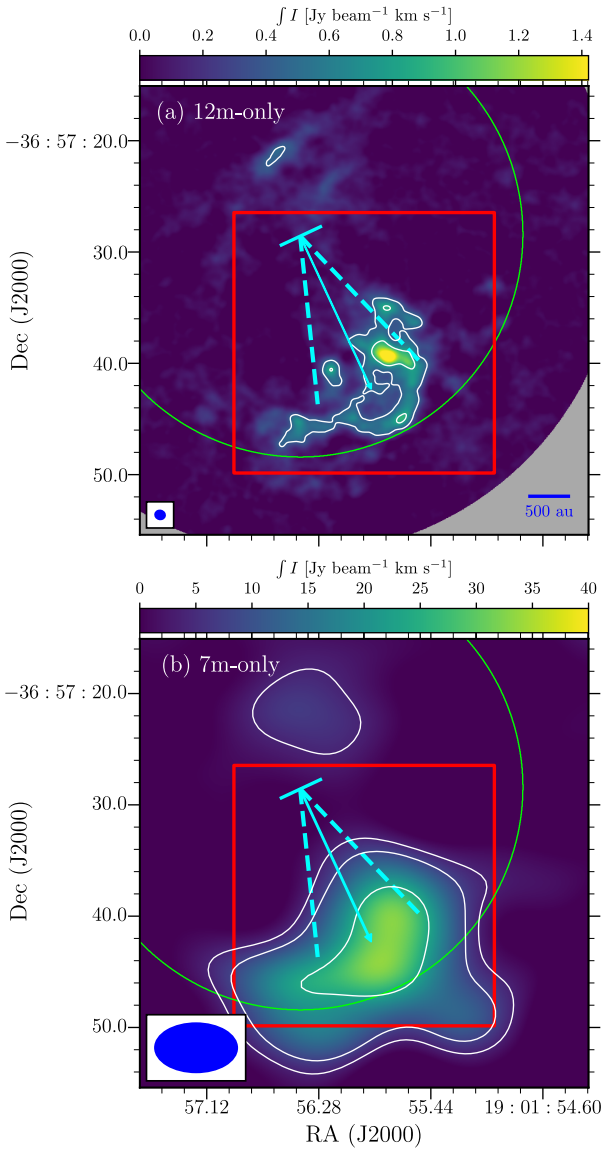 ∫ I [Jy beam⁻¹ km s⁻¹]
0.0 0.2 0.4 0.6 0.8 1.0 1.2 1.4
(a) 12m-only
−36 : 57 : 20.0
30.0
40.0
50.0
Dec (J2000)
500 au
∫ I [Jy beam⁻¹ km s⁻¹]
0 5 10 15 20 25 30 35 40
(b) 7m-only
−36 : 57 : 20.0
30.0
40.0
50.0
Dec (J2000)
57.12 56.28 55.44 19 : 01 : 54.60
RA (J2000)